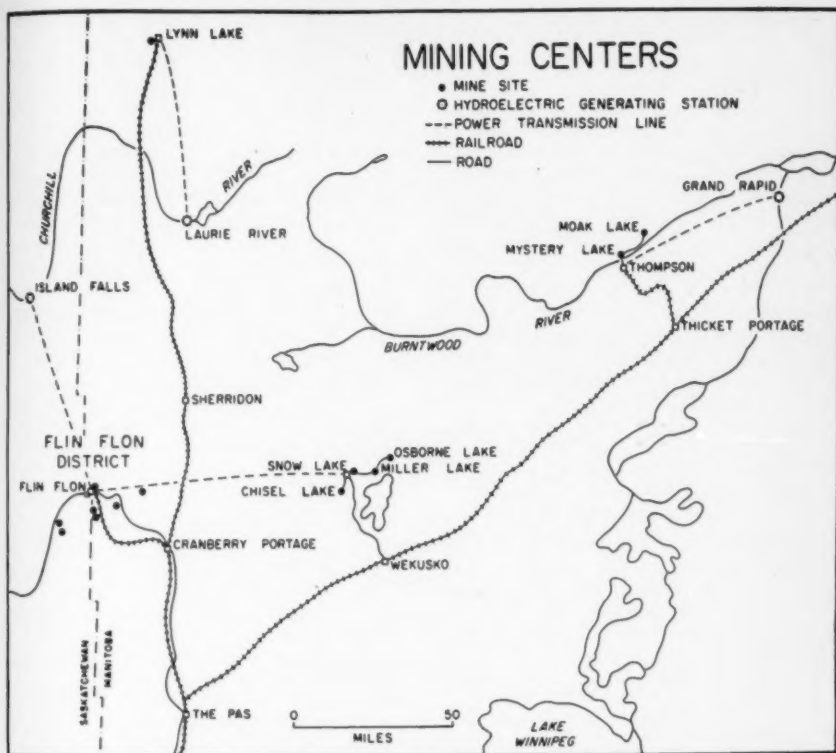 LYNN LAKE
MINING CENTERS
MINE SITE
HYDROELECTRIC GENERATING STATION
POWER TRANSMISSION LINE
RAILROAD
ROAD
CHURCHILL
RIVER
LAURIE RIVER
GRAND RAPID
MOAK LAKE
MYSTERY LAKE
THOMPSON
ISLAND FALLS
THICKET PORTAGE
BURNTWOOD
RIVER
SHERRIDON
FLIN FLON
DISTRICT
OSBORNE LAKE
SNOW LAKE
MILLER LAKE
FLIN FLON
CHISEL LAKE
CRANBERRY PORTAGE
WEKUSKO
SASKATCHEWAN
MANITOBA
THE PAS
0 50
MILES
LAKE
WINNIPEG